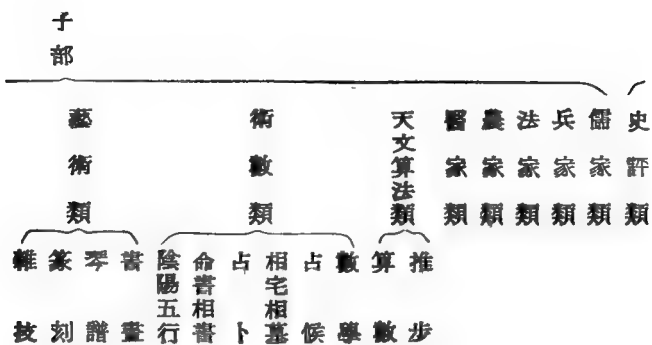 史評類
子部
儒家類
兵家類
法家類
農家類
醫家類
天文算法類
推步
算數
術數類
數學
占候
相宅相墓
占卜
命書相書
陰陽五行
藝術類
書畫
琴譜
篆刻
雜技